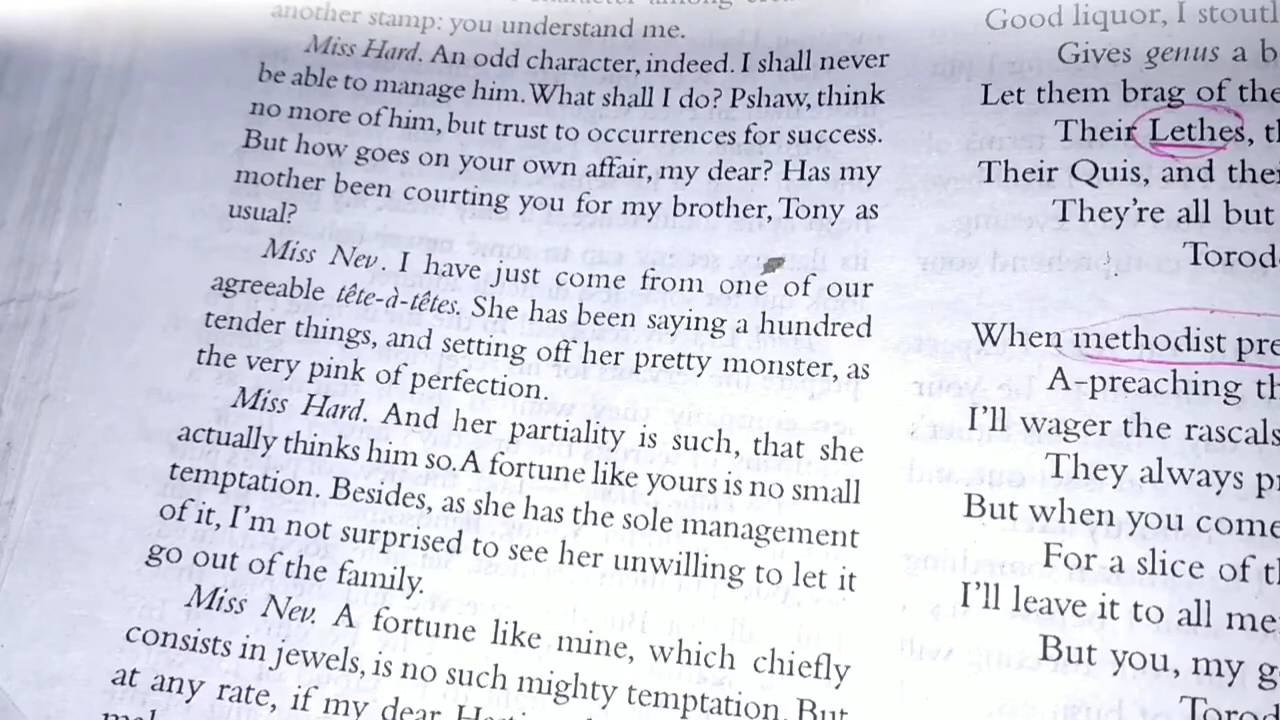 another stamp: you understand me.
Miss Hard. An odd character, indeed. I shall never
be able to manage him. What shall I do? Pshaw, think
no more of him, but trust to occurrences for success.
But how goes on your own affair, my dear? Has my
mother been courting you for my brother, Tony as
usual?
Miss Nev. I have just come from one of our
agreeable tête-d-têtes. She has been saying a hundred
tender things, and setting off her pretty monster, as
the very pink of perfection.
Miss Hard. And her partiality is such, that she
actually thinks him so. A fortune like yours is no small
temptation. Besides, as she has the sole management
of it, I'm not surprised to see her unwilling to let it
go out of the family.
Miss Nev. A fortune like mine, which chiefly
consists in jewels, is no such mighty temptation. But
at any rate, if my dear
Good liquor, I stoutl
Gives genus a b
Let them brag of the
Their Lethes, t
Their Quis, and the
They're all but
Torod
When methodist pre
A-preaching t
I'll wager the rascals
They always p
But when you come
For a slice of t
I'll leave it to all me
But you, my g
Torod